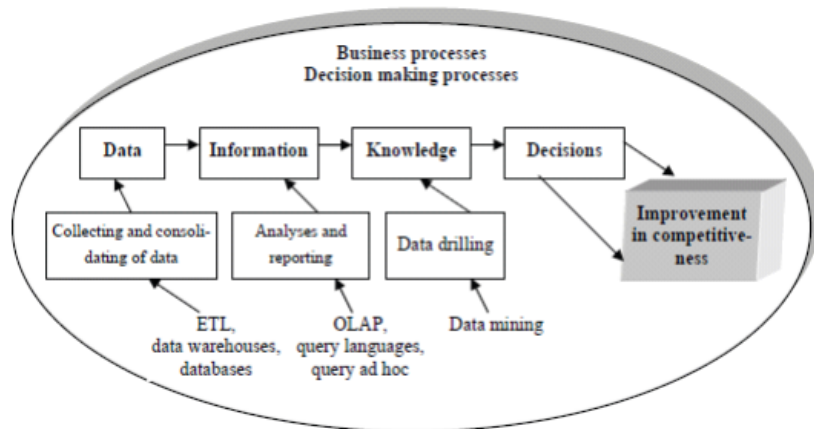 Business processes
Decision making processes
Data
Information
Knowledge
Decisions
Improvement
in competitive-
ness
Collecting and consoli-
dating of data
Analyses and
reporting
Data drilling
ETL,
data warehouses,
databases
OLAP,
query languages,
query ad hoc
Data mining